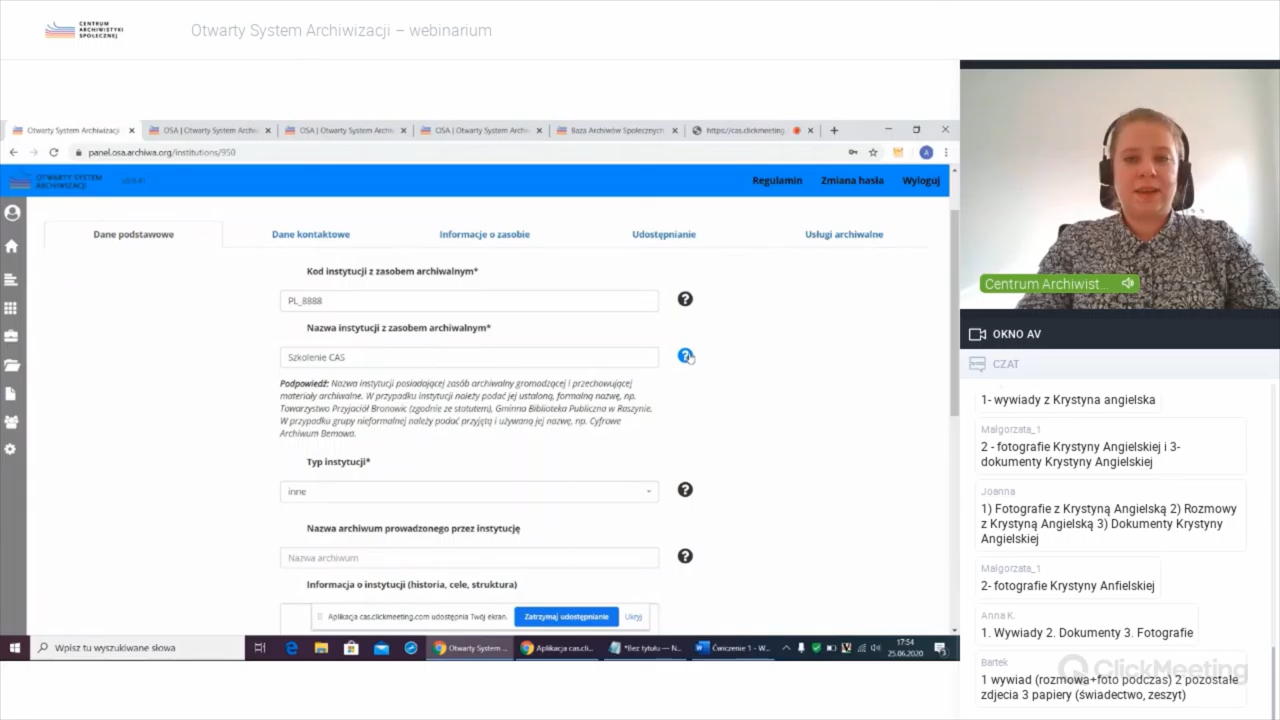 CENTRUM
ARCHIWISTYKI
SPOŁECZNEJ
Otwarty System Archiwizacji – webinarium
Otwarty System Archiwizacji
OSA | Otwarty System Archi
OSA | Otwarty System Archi
OSA | Otwarty System Archi
Baza Archiwów Społecznych
https://cas.clickmeeting.
panel.osa.archiwa.org/institutions/950
A
OTWARTY SYSTEM
ARCHIWIZACJI
Regulamin
Zmiana hasła
Wyloguj
Dane podstawowe
Dane kontaktowe
Informacje o zasobie
Udostępnianie
Usługi archiwalne
Kod instytucji z zasobem archiwalnym*
PL_8888
?
Nazwa instytucji z zasobem archiwalnym*
Szkolenie CAS
?
Podpowiedź: Nazwa instytucji posiadającej zasób archiwalny gromadzącej i przechowującej
materiały archiwalne. W przypadku instytucji należy podać jej ustaloną, formalną nazwę, np.
Towarzystwo Przyjaciół Bronowic (zgodnie ze statutem), Gminna Biblioteka Publiczna w Raszynie.
W przypadku grupy nieformalnej należy podać przyjętą i używaną jej nazwę, np. Cyfrowe
Archiwum Bemowa.
Typ instytucji*
inne
?
Nazwa archiwum prowadzonego przez instytucję
Nazwa archiwum
?
Informacja o instytucji (historia, cele, struktura)
Aplikacja cas.clickmeeting.com udostępnia Twój ekran.
Zatrzymaj udostępnianie
Ukryj
Wpisz tu wyszukiwane słowa
Otwarty System ...
Aplikacja cas.cli...
*Bez tytułu — N...
Ćwiczenie 1 - W...
17:54
25.06.2020
Centrum Archiwist...
OKNO AV
CZAT
1- wywiady z Krystyna angielska
Małgorzata_1
2 - fotografie Krystyny Angielskiej i 3-
dokumenty Krystyny Angielskiej
Joanna
1) Fotografie z Krystyną Angielską 2) Rozmowy
z Krystyną Angielską 3) Dokumenty Krystyny
Angielskiej
Małgorzata_1
2- fotografie Krystyny Anfielskiej
Anna K.
1. Wywiady 2. Dokumenty 3. Fotografie
Bartek
1 wywiad (rozmowa+foto podczas) 2 pozostałe
zdjecia 3 papiery (świadectwo, zeszyt)
ClickMeeting